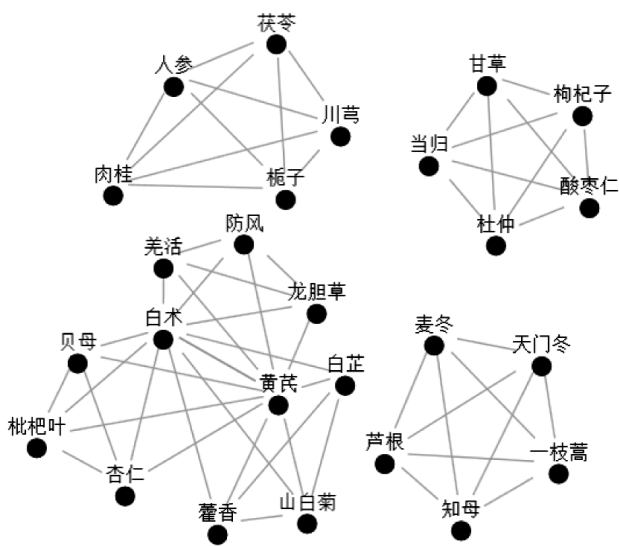 茯苓
人参
川芎
肉桂
栀子
甘草
枸杞子
当归
酸枣仁
杜仲
防风
羌活
龙胆草
白术
贝母
白芷
黄芪
枇杷叶
杏仁
藿香
山白菊
麦冬
天门冬
芦根
一枝蒿
知母